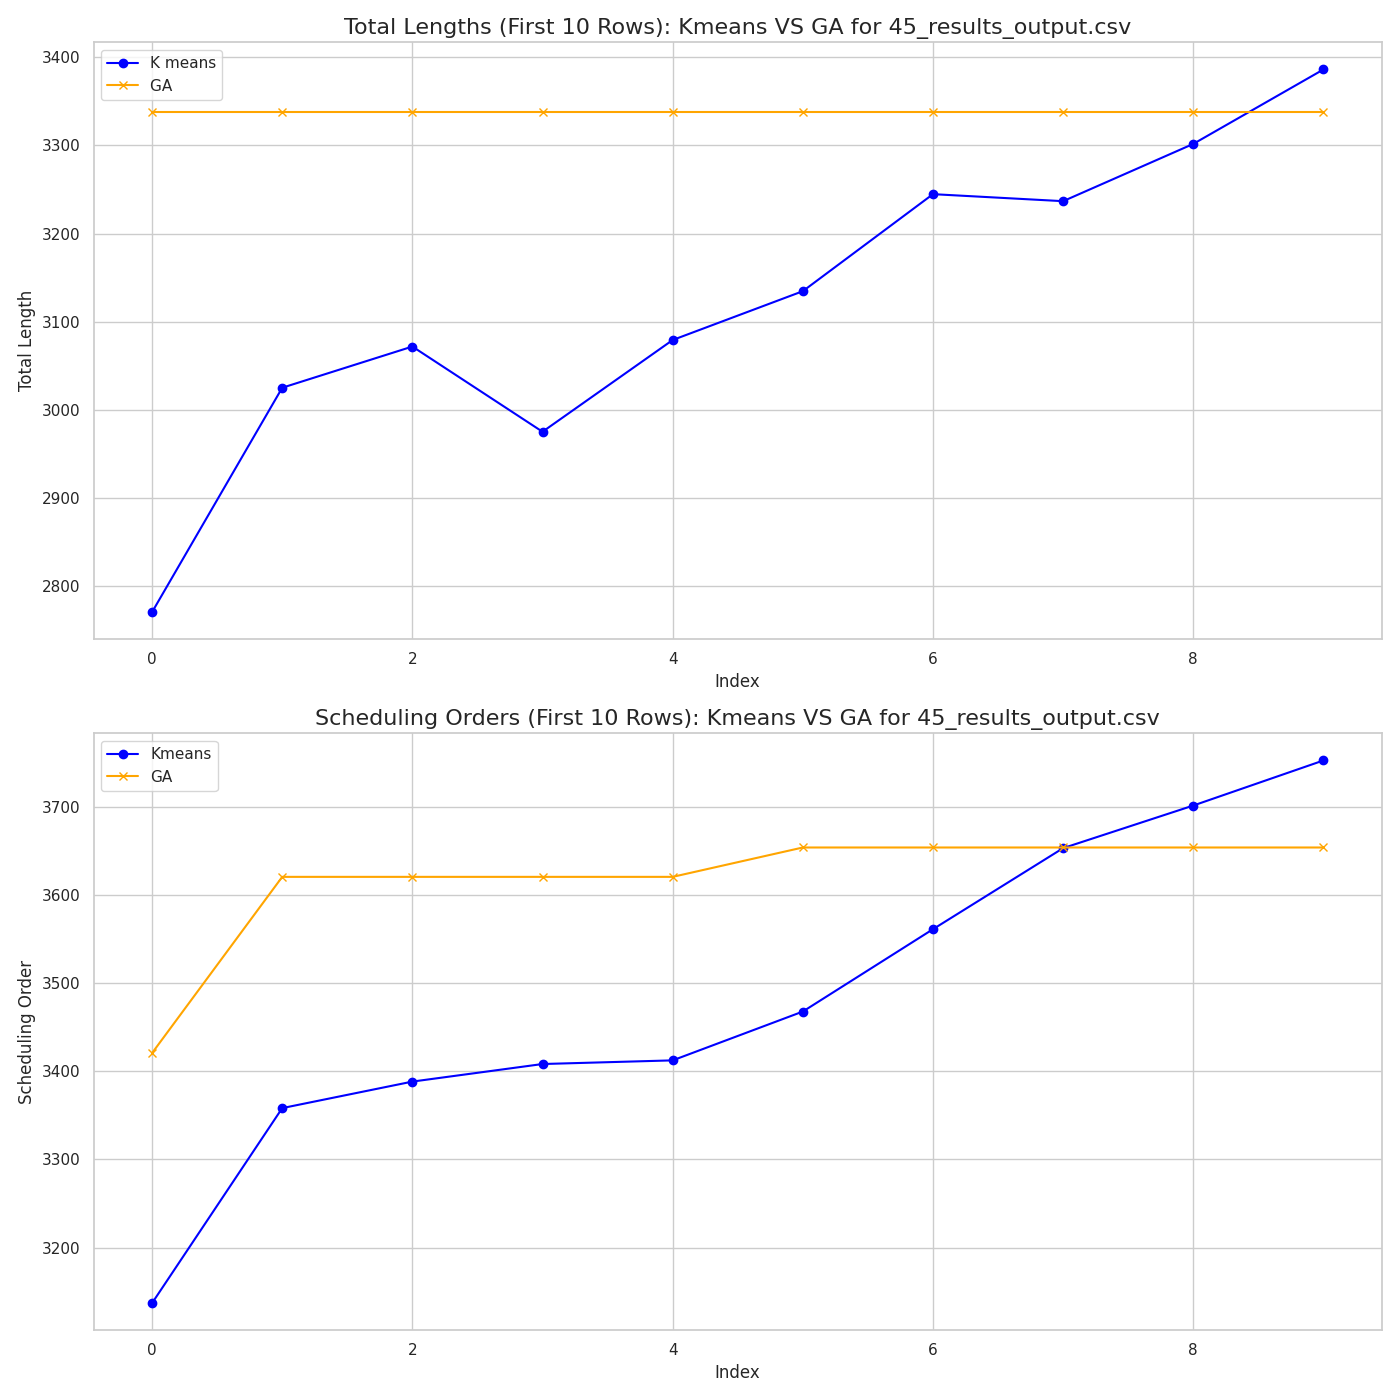 Total Lengths (First 10 Rows): Kmeans VS GA for 45_results_output.csv
K means
GA
3400
3300
3200
3100
3000
2900
2800
Total Length
0 2 4 6 8
Index
Scheduling Orders (First 10 Rows): Kmeans VS GA for 45_results_output.csv
Kmeans
GA
3700
3600
3500
3400
3300
3200
Scheduling Order
0 2 4 6 8
Index